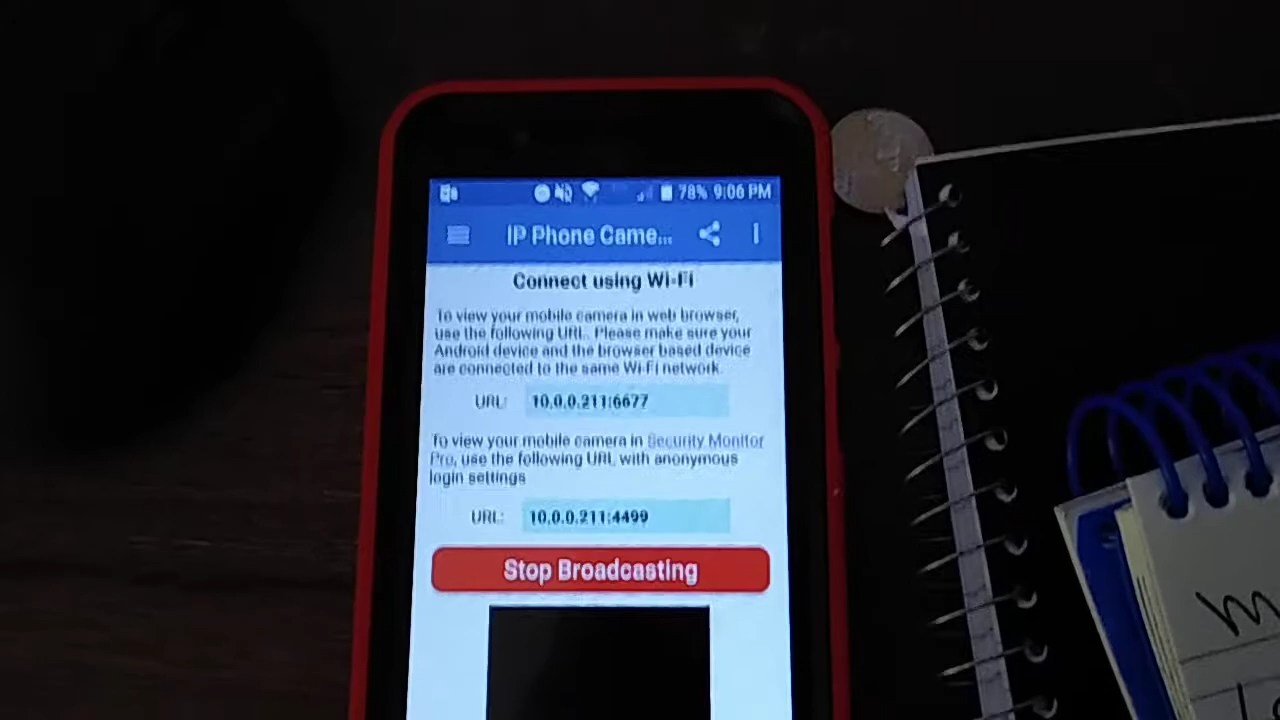 78% 9:06 PM
IP Phone Came...
Connect using Wi-Fi
To view your mobile camera in web browser,
use the following URL. Please make sure your
Android device and the browser based device
are connected to the same Wi-Fi network.
URL: 10.0.0.211:6677
To view your mobile camera in Security Monitor
Pro, use the following URL with anonymous
login settings
URL: 10.0.0.211:4499
Stop Broadcasting